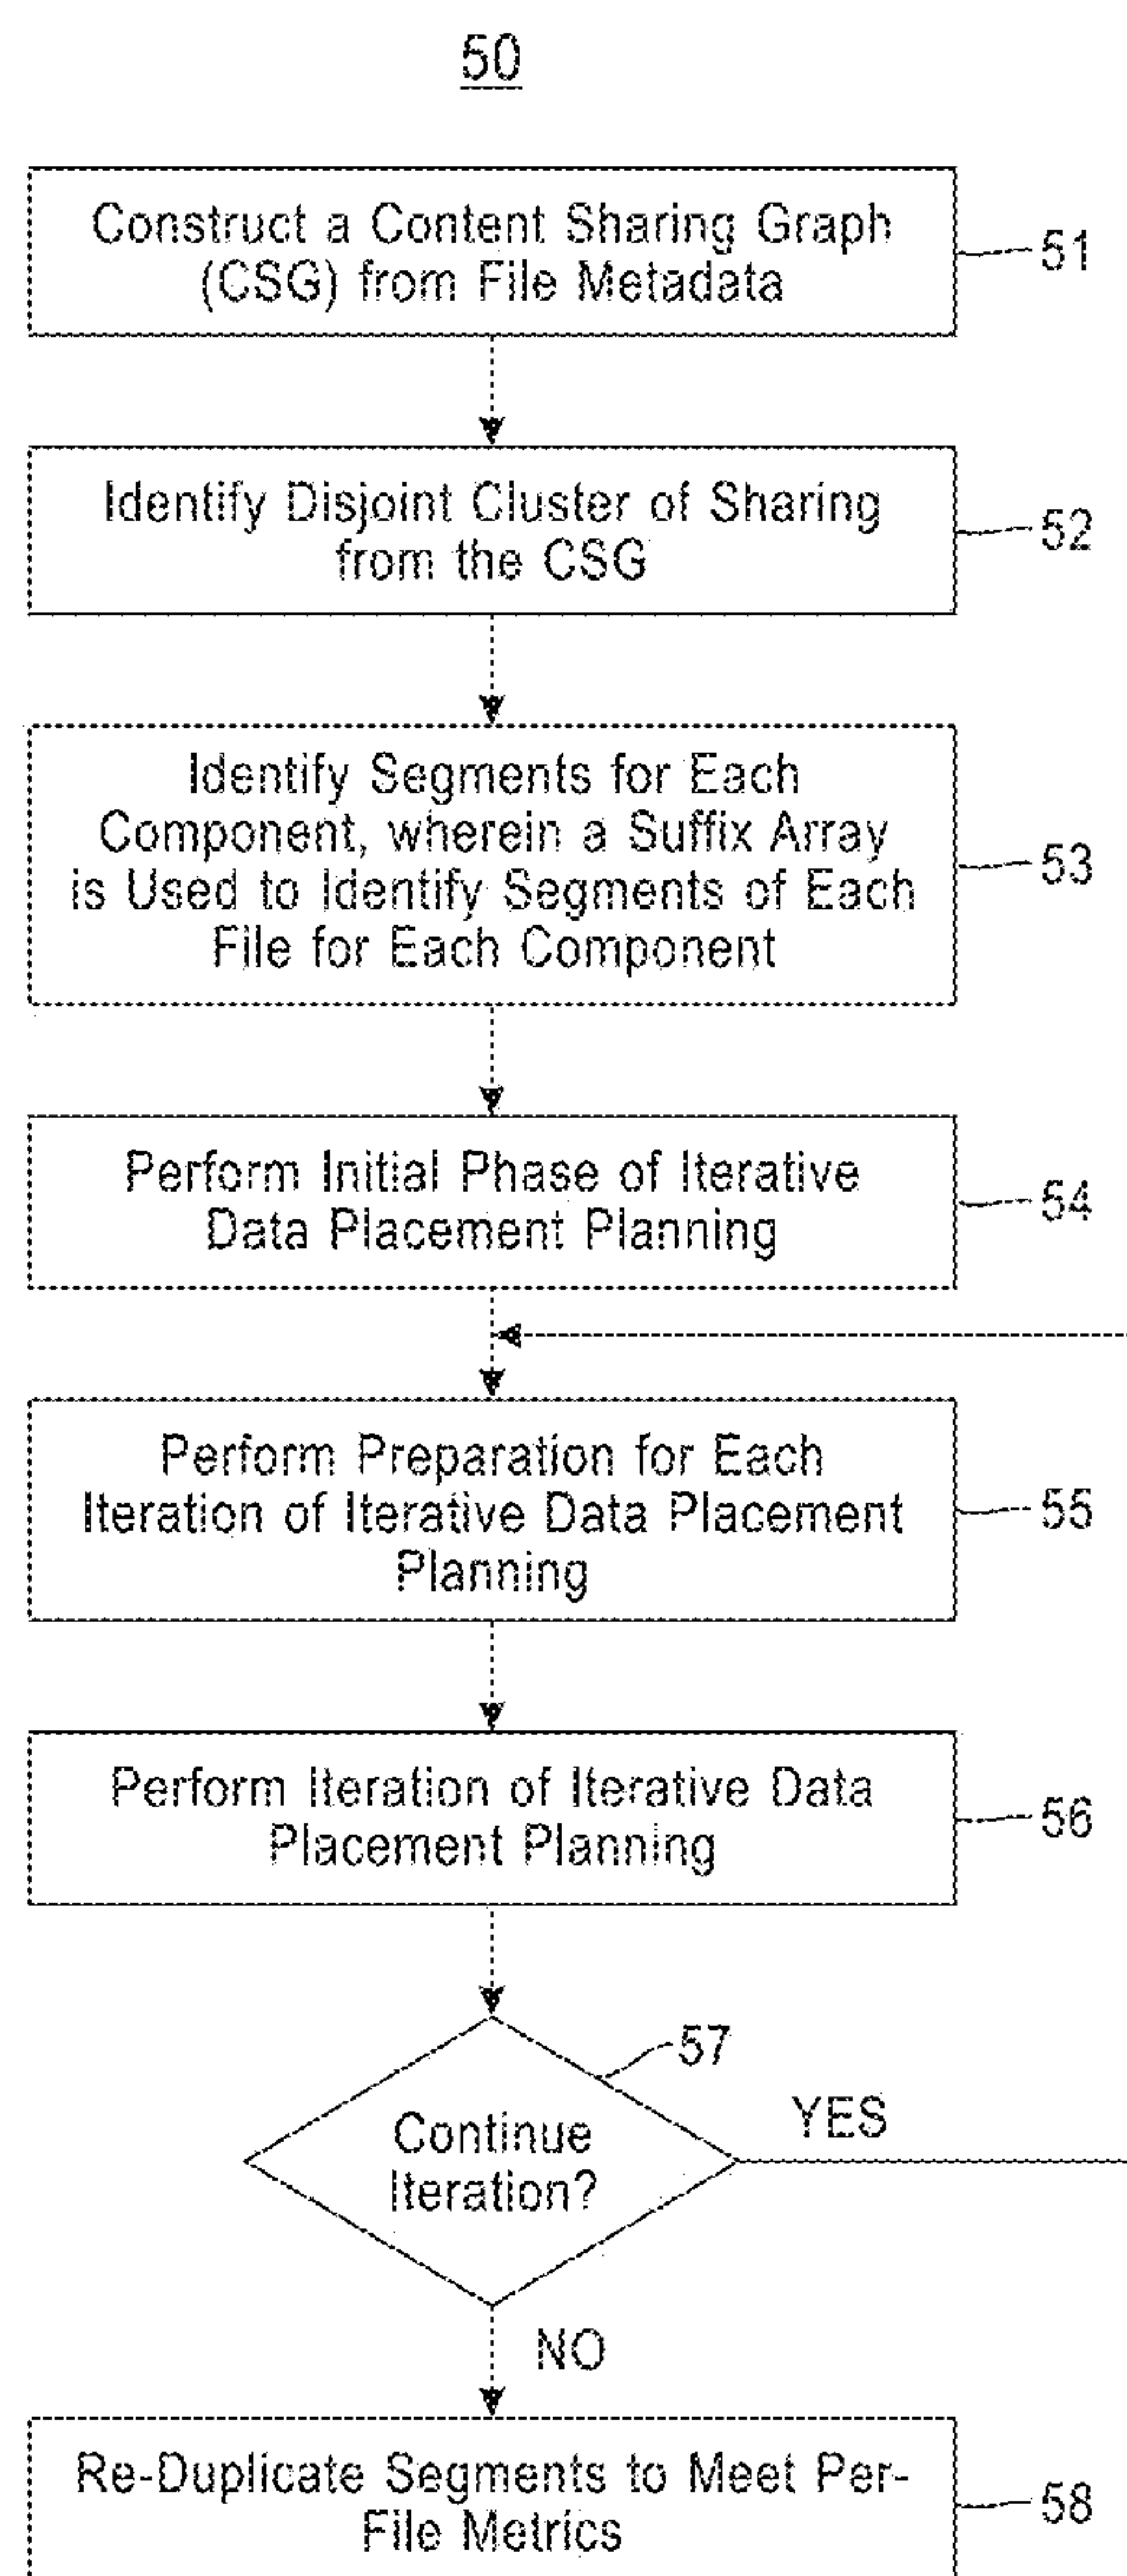 50
Construct a Content Sharing Graph
(CSG) from File Metadata
51
Identify Disjoint Cluster of Sharing
from the CSG
52
Identify Segments for Each
Component, wherein a Suffix Array
is Used to Identify Segments of Each
File for Each Component
53
Perform Initial Phase of Iterative
Data Placement Planning
54
Perform Preparation for Each
Iteration of Iterative Data Placement
Planning
55
Perform Iteration of Iterative Data
Placement Planning
56
57
Continue
Iteration?
YES
NO
Re-Duplicate Segments to Meet Per-
File Metrics
58